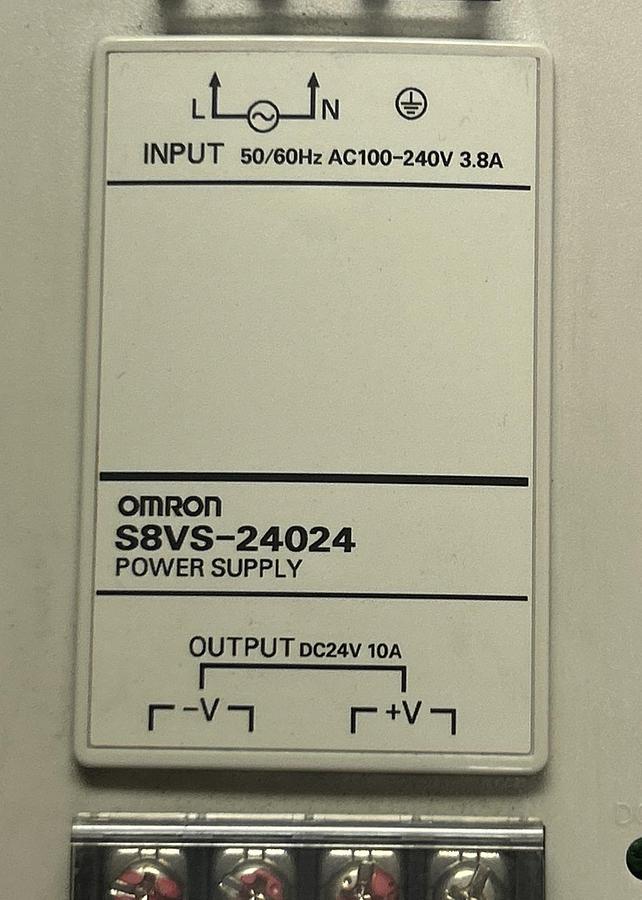 L N
INPUT 50/60Hz AC100-240V 3.8A
OMRON
S8VS-24024
POWER SUPPLY
OUTPUT DC24V 10A
-V +V